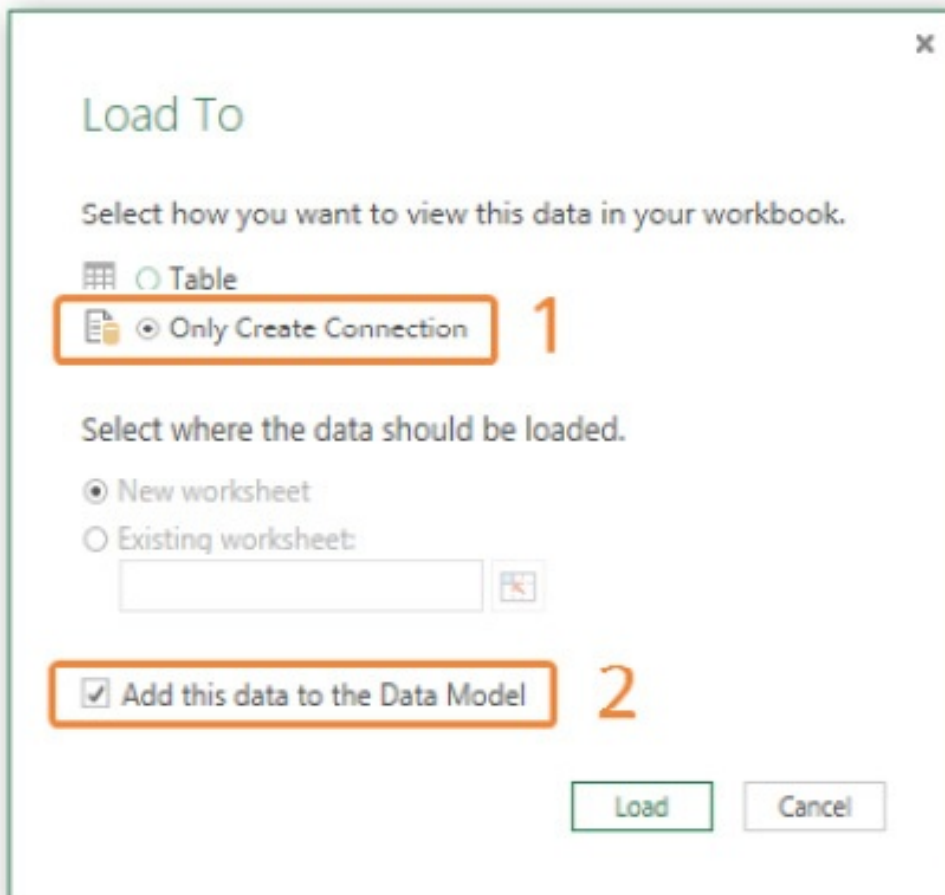 Load To
Select how you want to view this data in your workbook.
Table
Only Create Connection
1
Select where the data should be loaded.
New worksheet
Existing worksheet:
Add this data to the Data Model
2
Load Cancel